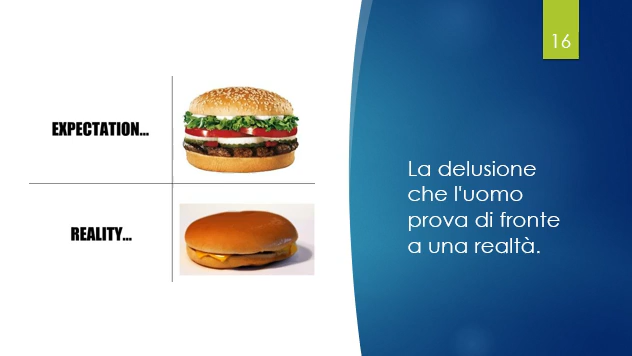 16
EXPECTATION...
REALITY...
La delusione
che l'uomo
prova di fronte
a una realtà.